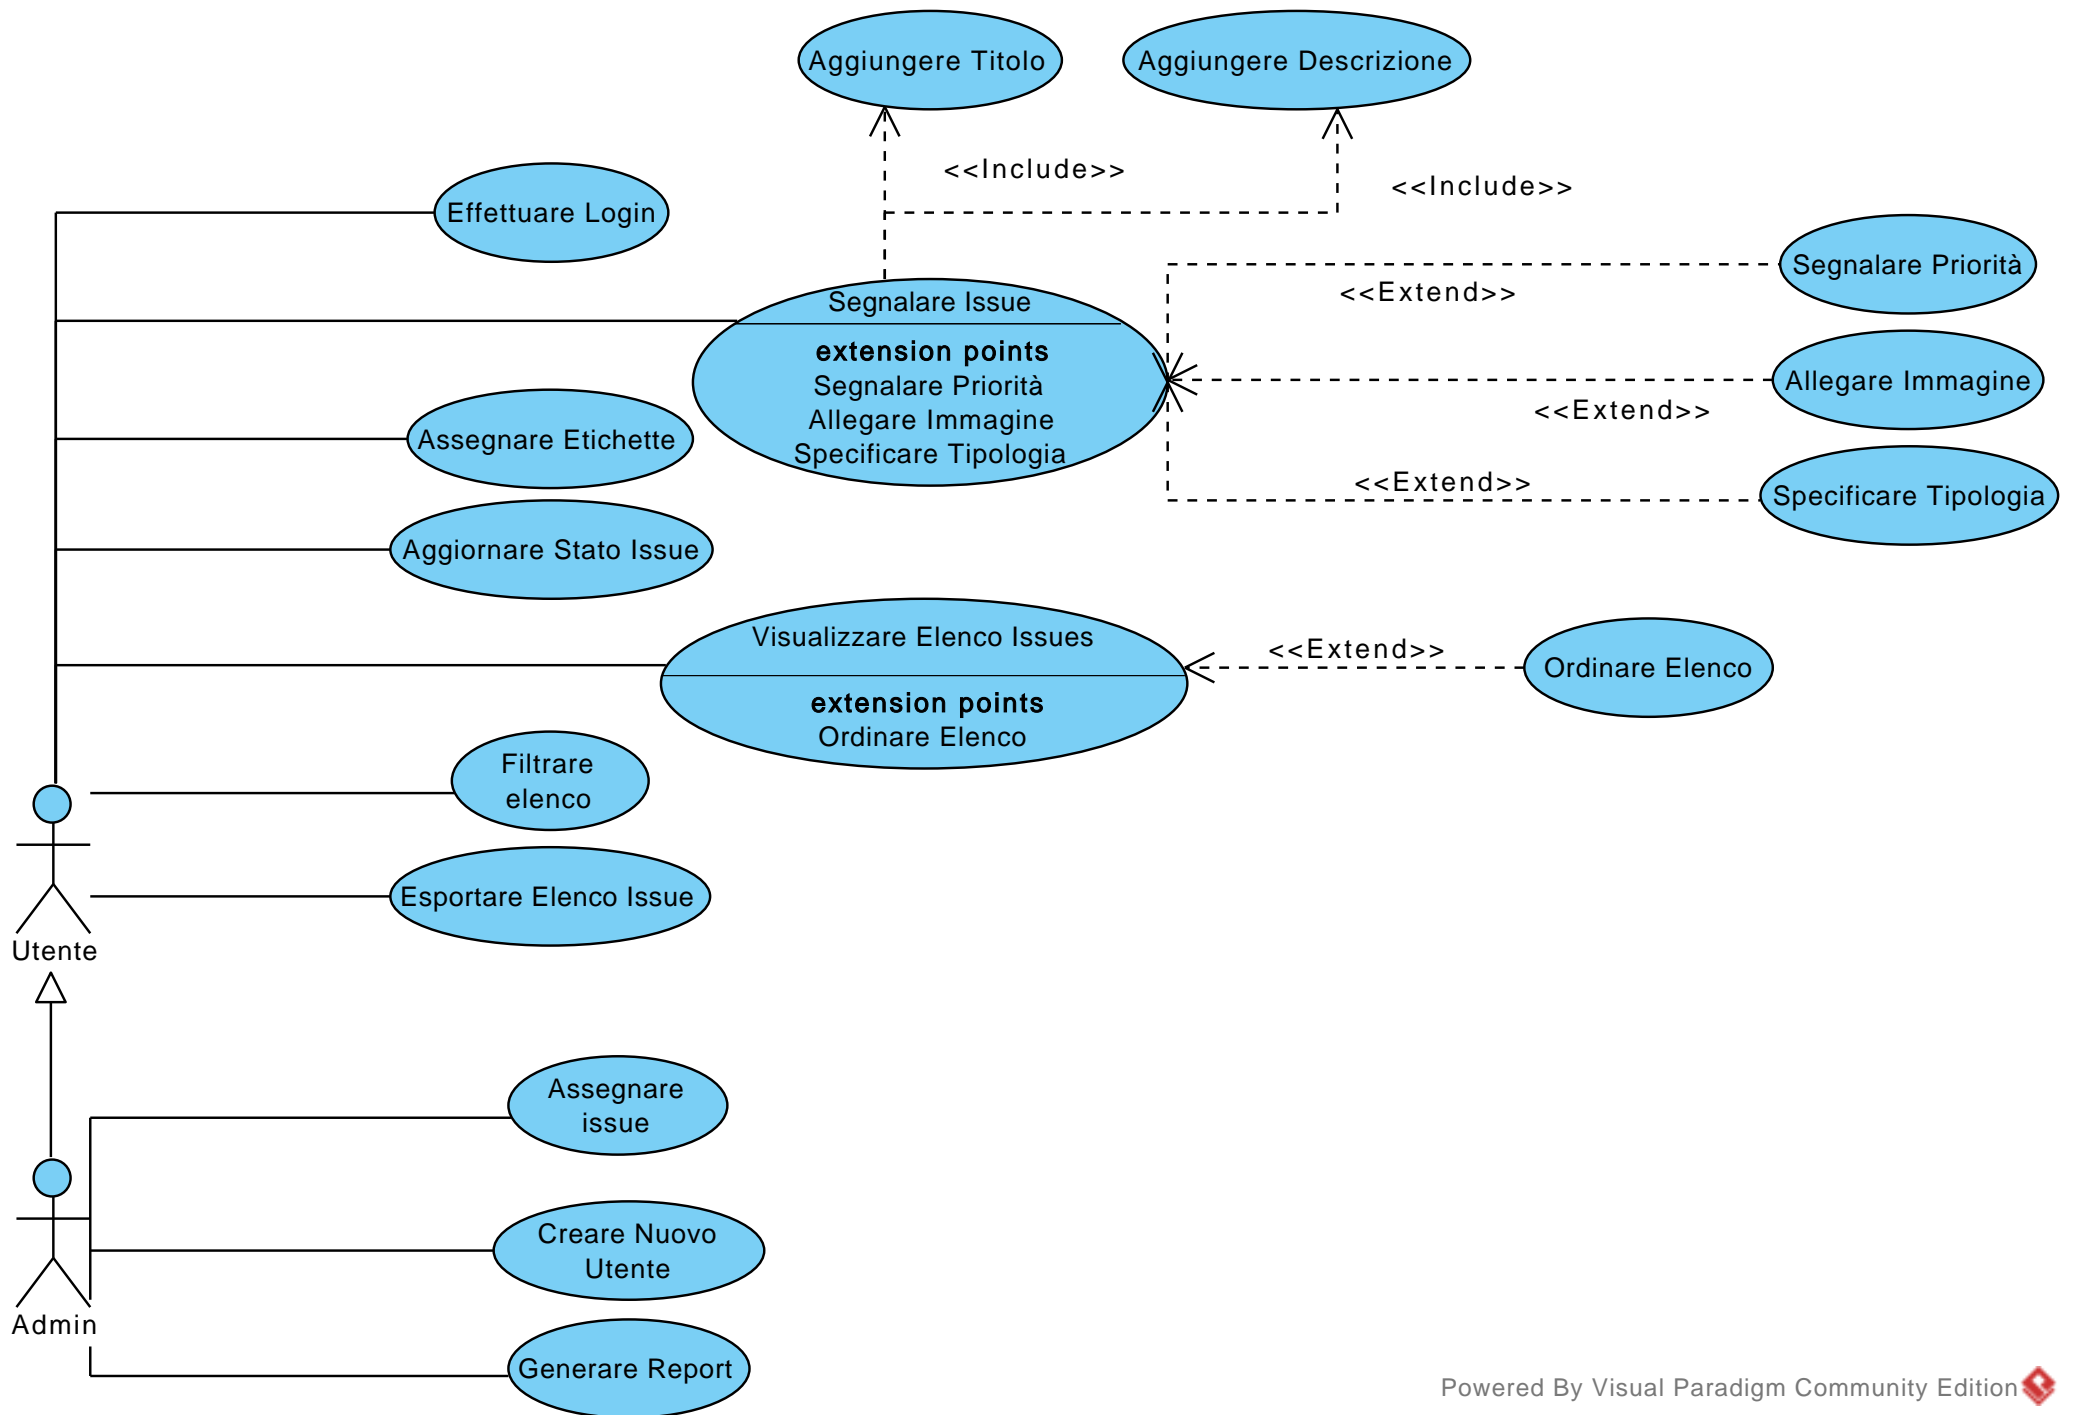 Aggiungere Titolo
Aggiungere Descrizione
<<Include>>
<<Include>>
Effettuare Login
Segnalare Priorità
<<Extend>>
Segnalare Issue
extension points
Segnalare Priorità
Allegare Immagine
Specificare Tipologia
Allegare Immagine
<<Extend>>
Assegnare Etichette
<<Extend>>
Specificare Tipologia
Aggiornare Stato Issue
Visualizzare Elenco Issues
extension points
Ordinare Elenco
<<Extend>>
Ordinare Elenco
Filtrare
elenco
Esportare Elenco Issue
Utente
Assegnare
issue
Creare Nuovo
Utente
Admin
Generare Report
Powered By Visual Paradigm Community Edition